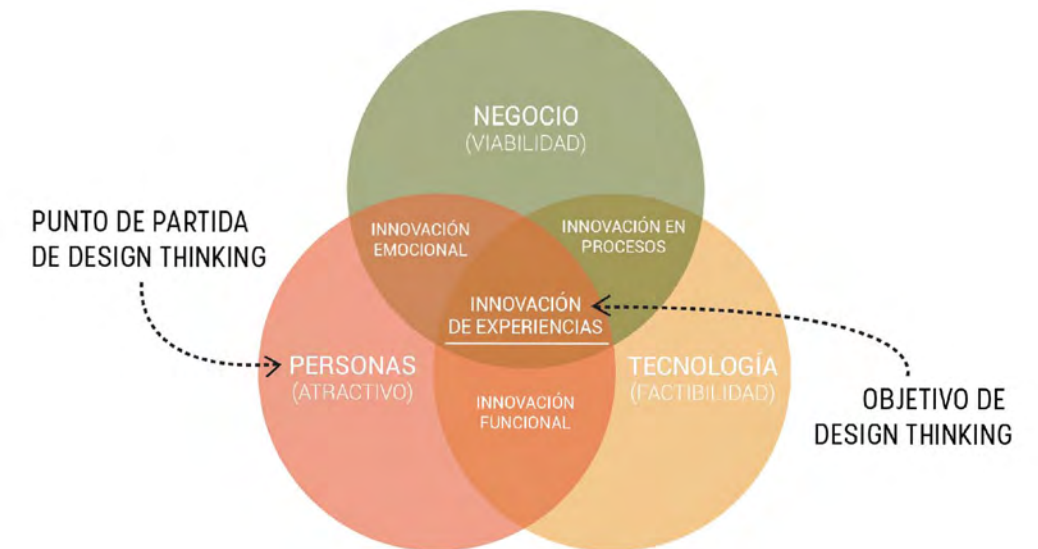 NEGOCIO
(VIABILIDAD)
PUNTO DE PARTIDA
DE DESIGN THINKING
INNOVACIÓN
EMOCIONAL
INNOVACIÓN EN
PROCESOS
INNOVACIÓN
DE EXPERIENCIAS
PERSONAS
(ATRACTIVO)
TECNOLOGÍA
(FACTIBILIDAD)
INNOVACIÓN
FUNCIONAL
OBJETIVO DE
DESIGN THINKING